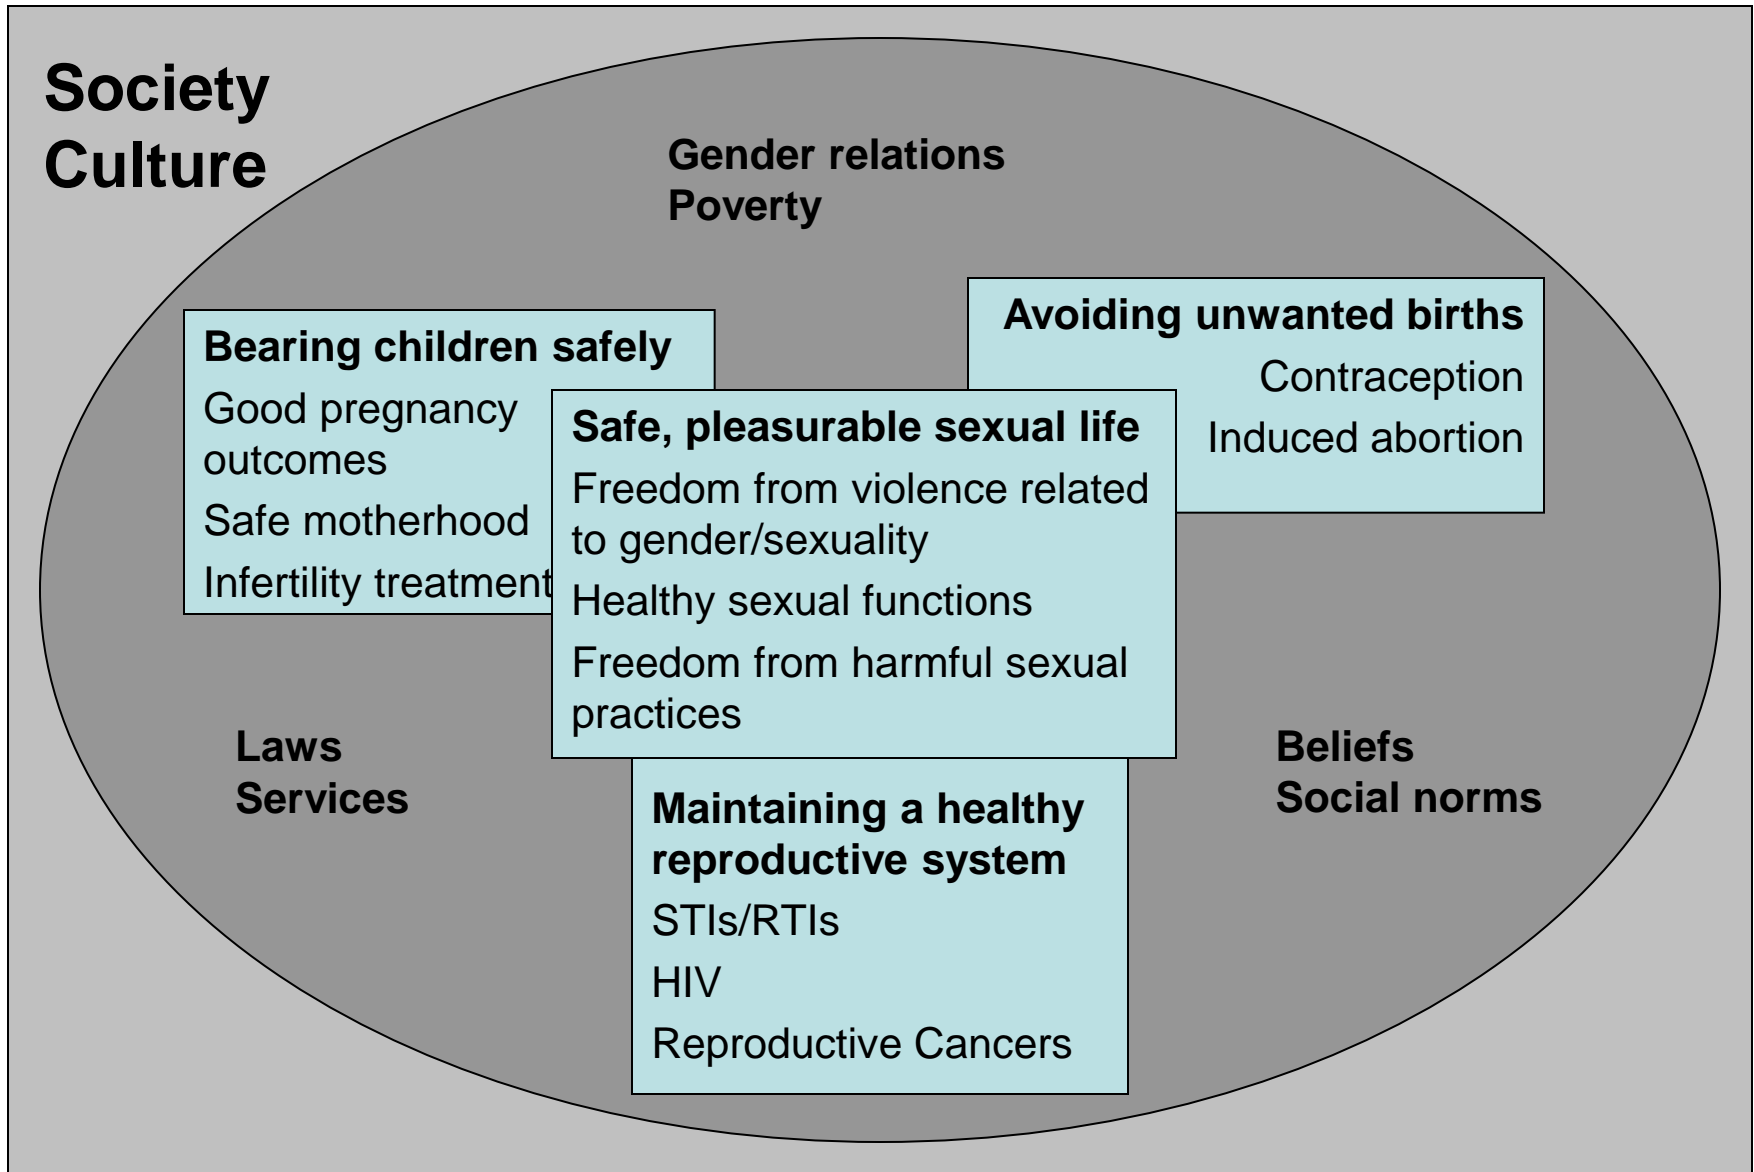 Society
Culture
Gender relations
Poverty
Bearing children safely
Good pregnancy
outcomes
Safe motherhood
Infertility treatment
Avoiding unwanted births
Contraception
Induced abortion
Safe, pleasurable sexual life
Freedom from violence related
to gender/sexuality
Healthy sexual functions
Freedom from harmful sexual
practices
Laws
Services
Beliefs
Social norms
Maintaining a healthy
reproductive system
STIs/RTIs
HIV
Reproductive Cancers